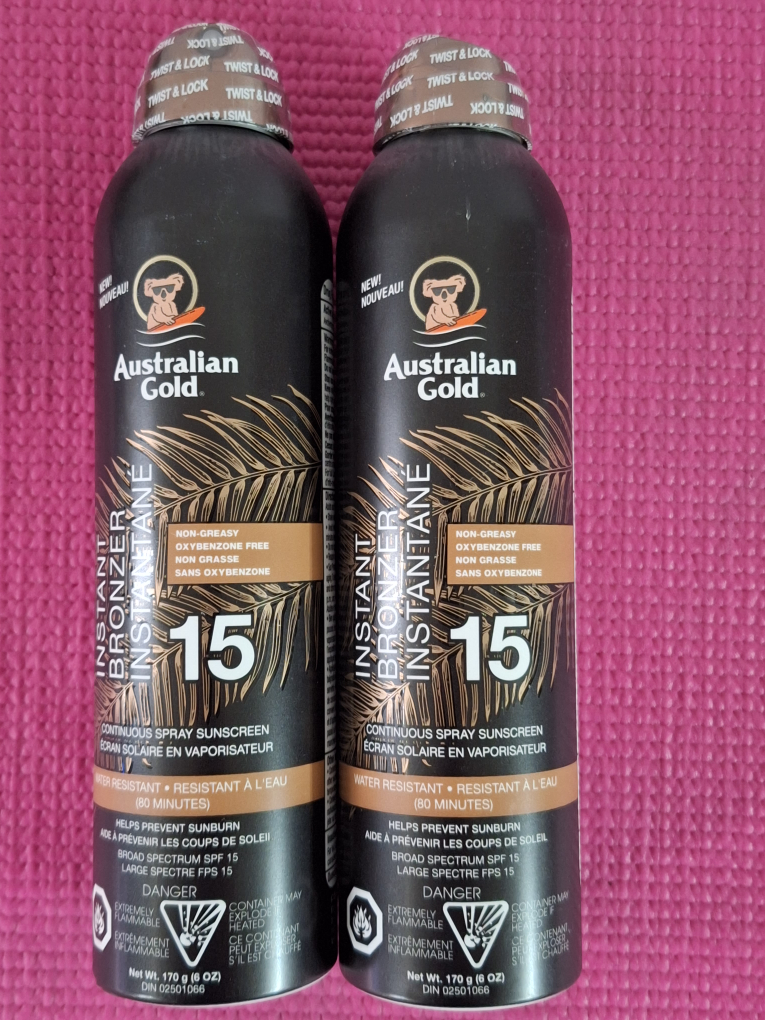 TWIST & LOCK
TWIST & LOCK TWIST & LOCK
TWIST & LOCK
NEW!
NOUVEAU!
Australian
Gold®
INSTANT
BRONZER
INSTANTANÉ
NON-GREASY
OXYBENZONE FREE
NON GRASSE
SANS OXYBENZONE
15
CONTINUOUS SPRAY SUNSCREEN
ÉCRAN SOLAIRE EN VAPORISATEUR
WATER RESISTANT • RESISTANT À L'EAU
(80 MINUTES)
HELPS PREVENT SUNBURN
AIDE À PRÉVENIR LES COUPS DE SOLEIL
BROAD SPECTRUM SPF 15
LARGE SPECTRE FPS 15
DANGER
EXTREMELY
FLAMMABLE
EXTRÊMEMENT
INFLAMMABLE
CONTAINER MAY
EXPLODE IF
HEATED
CE CONTENANT
PEUT EXPLOSER
S'IL EST CHAUFFÉ
Net Wt. 170 g (6 OZ)
DIN 02501066
TWIST & LOCK
TWIST & LOCK
TWIST & LOCK
NEW!
NOUVEAU!
Australian
Gold®
INSTANT
BRONZER
INSTANTANÉ
NON-GREASY
OXYBENZONE FREE
NON GRASSE
SANS OXYBENZONE
15
CONTINUOUS SPRAY SUNSCREEN
ÉCRAN SOLAIRE EN VAPORISATEUR
WATER RESISTANT • RESISTANT À L'EAU
(80 MINUTES)
HELPS PREVENT SUNBURN
AIDE À PRÉVENIR LES COUPS DE SOLEIL
BROAD SPECTRUM SPF 15
LARGE SPECTRE FPS 15
DANGER
EXTREMELY
FLAMMABLE
EXTRÊMEMENT
INFLAMMABLE
CONTAINER MAY
EXPLODE IF
HEATED
CE CONTENANT
PEUT EXPLOSER
S'IL EST CHAUFFÉ
Net Wt. 170 g (6 OZ)
DIN 02501066